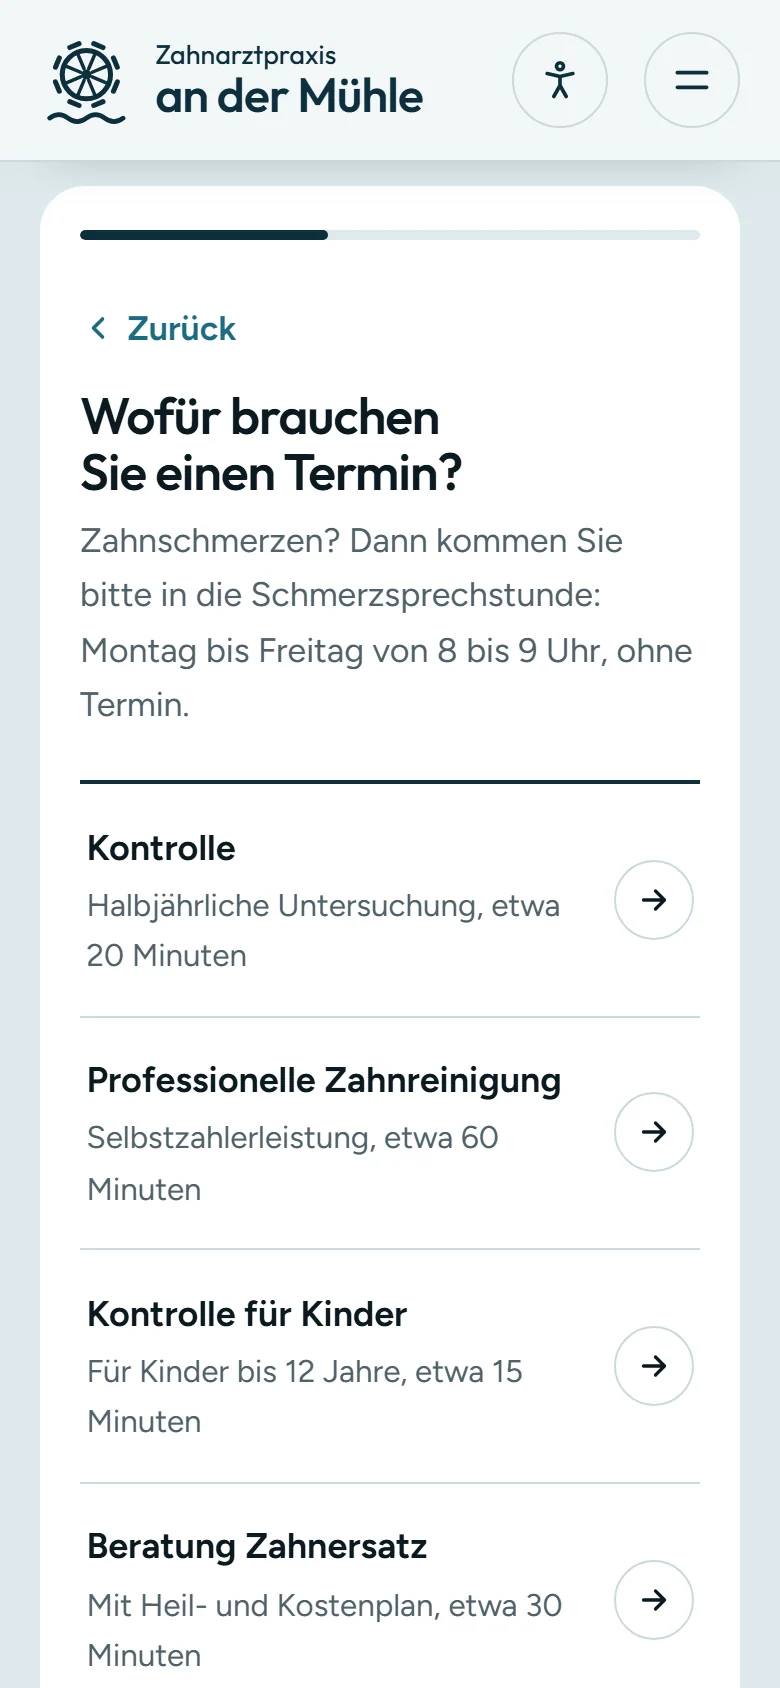 Zahnarztpraxis
an der Mühle
Zurück
Wofür brauchen
Sie einen Termin?
Zahnschmerzen? Dann kommen Sie
bitte in die Schmerzsprechstunde:
Montag bis Freitag von 8 bis 9 Uhr, ohne
Termin.
Kontrolle
Halbjährliche Untersuchung, etwa
20 Minuten
Professionelle Zahnreinigung
Selbstzahlerleistung, etwa 60
Minuten
Kontrolle für Kinder
Für Kinder bis 12 Jahre, etwa 15
Minuten
Beratung Zahnersatz
Mit Heil- und Kostenplan, etwa 30
Minuten